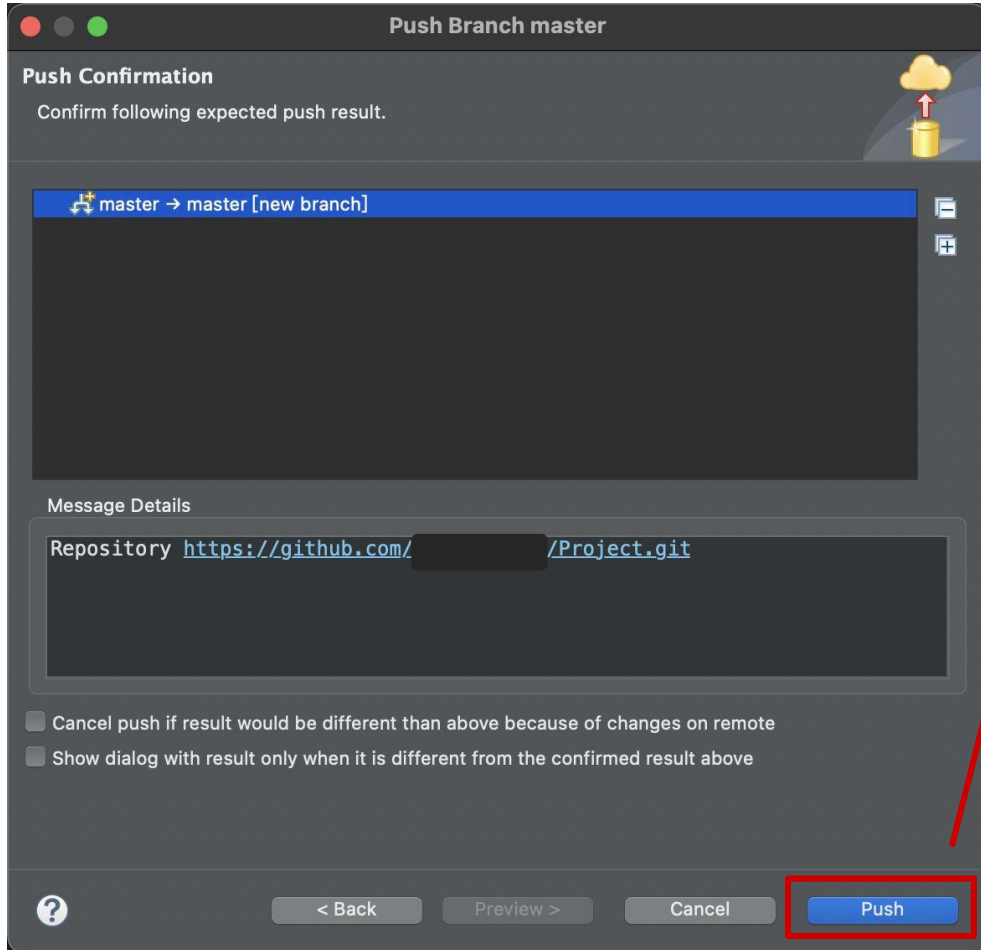 Push Branch master
Push Confirmation
Confirm following expected push result.
master → master [new branch]
Message Details
Repository https://github.com/ /Project.git
Cancel push if result would be different than above because of changes on remote
Show dialog with result only when it is different from the confirmed result above
?
< Back
Preview >
Cancel
Push